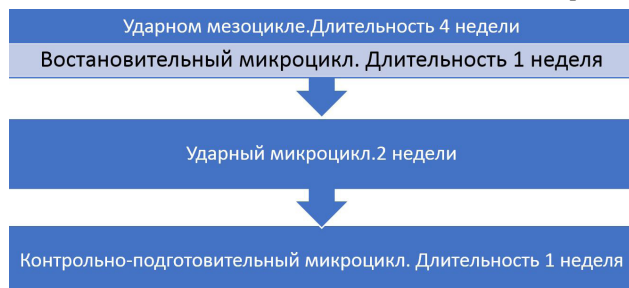 Ударном мезоцикле.Длительность 4 недели
Востановительный микроцикл. Длительность 1 неделя
Ударный микроцикл.2 недели
Контрольно-подготовительный микроцикл. Длительность 1 неделя